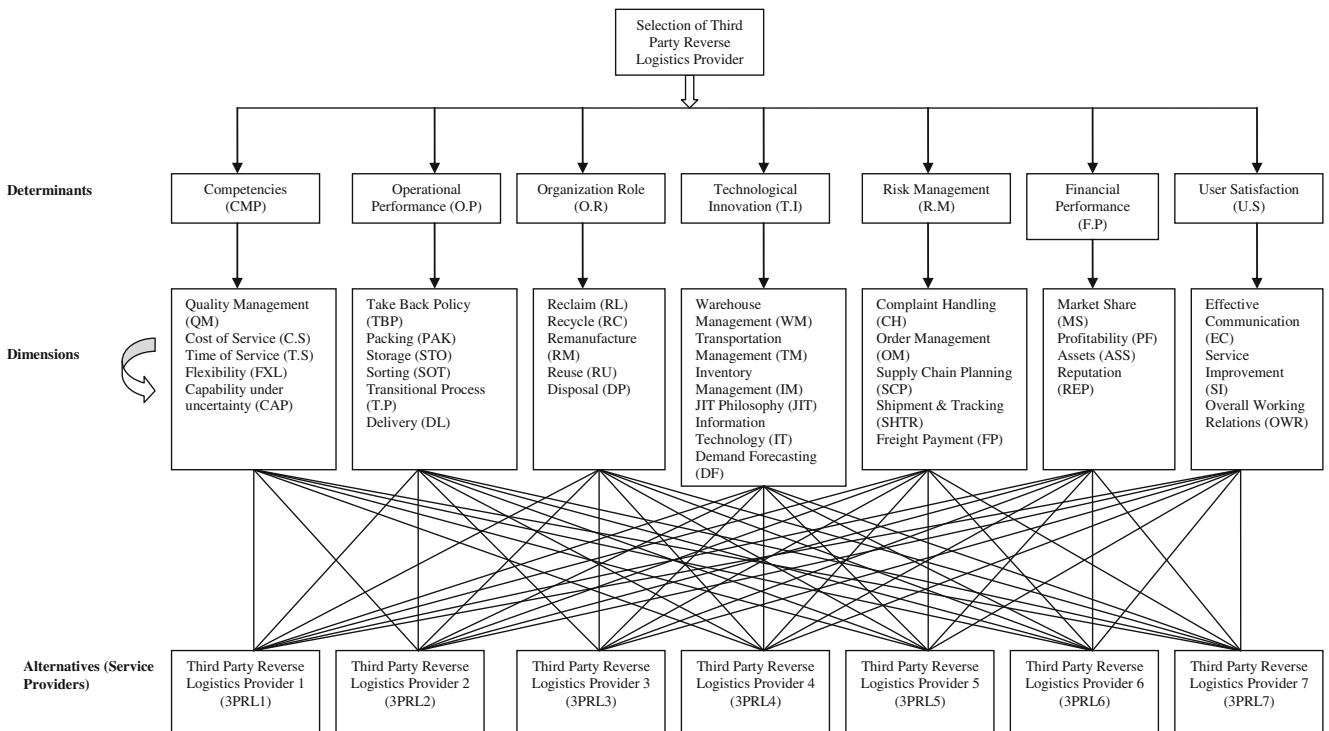 Selection of Third
Party Reverse
Logistics Provider
Determinants
Competencies
(CMP)
Operational
Performance (O.P)
Organization Role
(O.R)
Technological
Innovation (T.I)
Risk Management
(R.M)
Financial
Performance
(F.P)
User Satisfaction
(U.S)
Dimensions
Quality Management
(QM)
Cost of Service (C.S)
Time of Service (T.S)
Flexibility (FXL)
Capability under
uncertainty (CAP)
Take Back Policy
(TBP)
Packing (PAK)
Storage (STO)
Sorting (SOT)
Transitional Process
(T.P)
Delivery (DL)
Reclaim (RL)
Recycle (RC)
Remanufacture
(RM)
Reuse (RU)
Disposal (DP)
Warehouse
Management (WM)
Transportation
Management (TM)
Inventory
Management (IM)
JIT Philosophy (JIT)
Information
Technology (IT)
Demand Forecasting
(DF)
Complaint Handling
(CH)
Order Management
(OM)
Supply Chain Planning
(SCP)
Shipment & Tracking
(SHTR)
Freight Payment (FP)
Market Share
(MS)
Profitability (PF)
Assets (ASS)
Reputation
(REP)
Effective
Communication
(EC)
Service
Improvement
(SI)
Overall Working
Relations (OWR)
Alternatives (Service
Providers)
Third Party Reverse
Logistics Provider 1
(3PRL1)
Third Party Reverse
Logistics Provider 2
(3PRL2)
Third Party Reverse
Logistics Provider 3
(3PRL3)
Third Party Reverse
Logistics Provider 4
(3PRL4)
Third Party Reverse
Logistics Provider 5
(3PRL5)
Third Party Reverse
Logistics Provider 6
(3PRL6)
Third Party Reverse
Logistics Provider 7
(3PRL7)